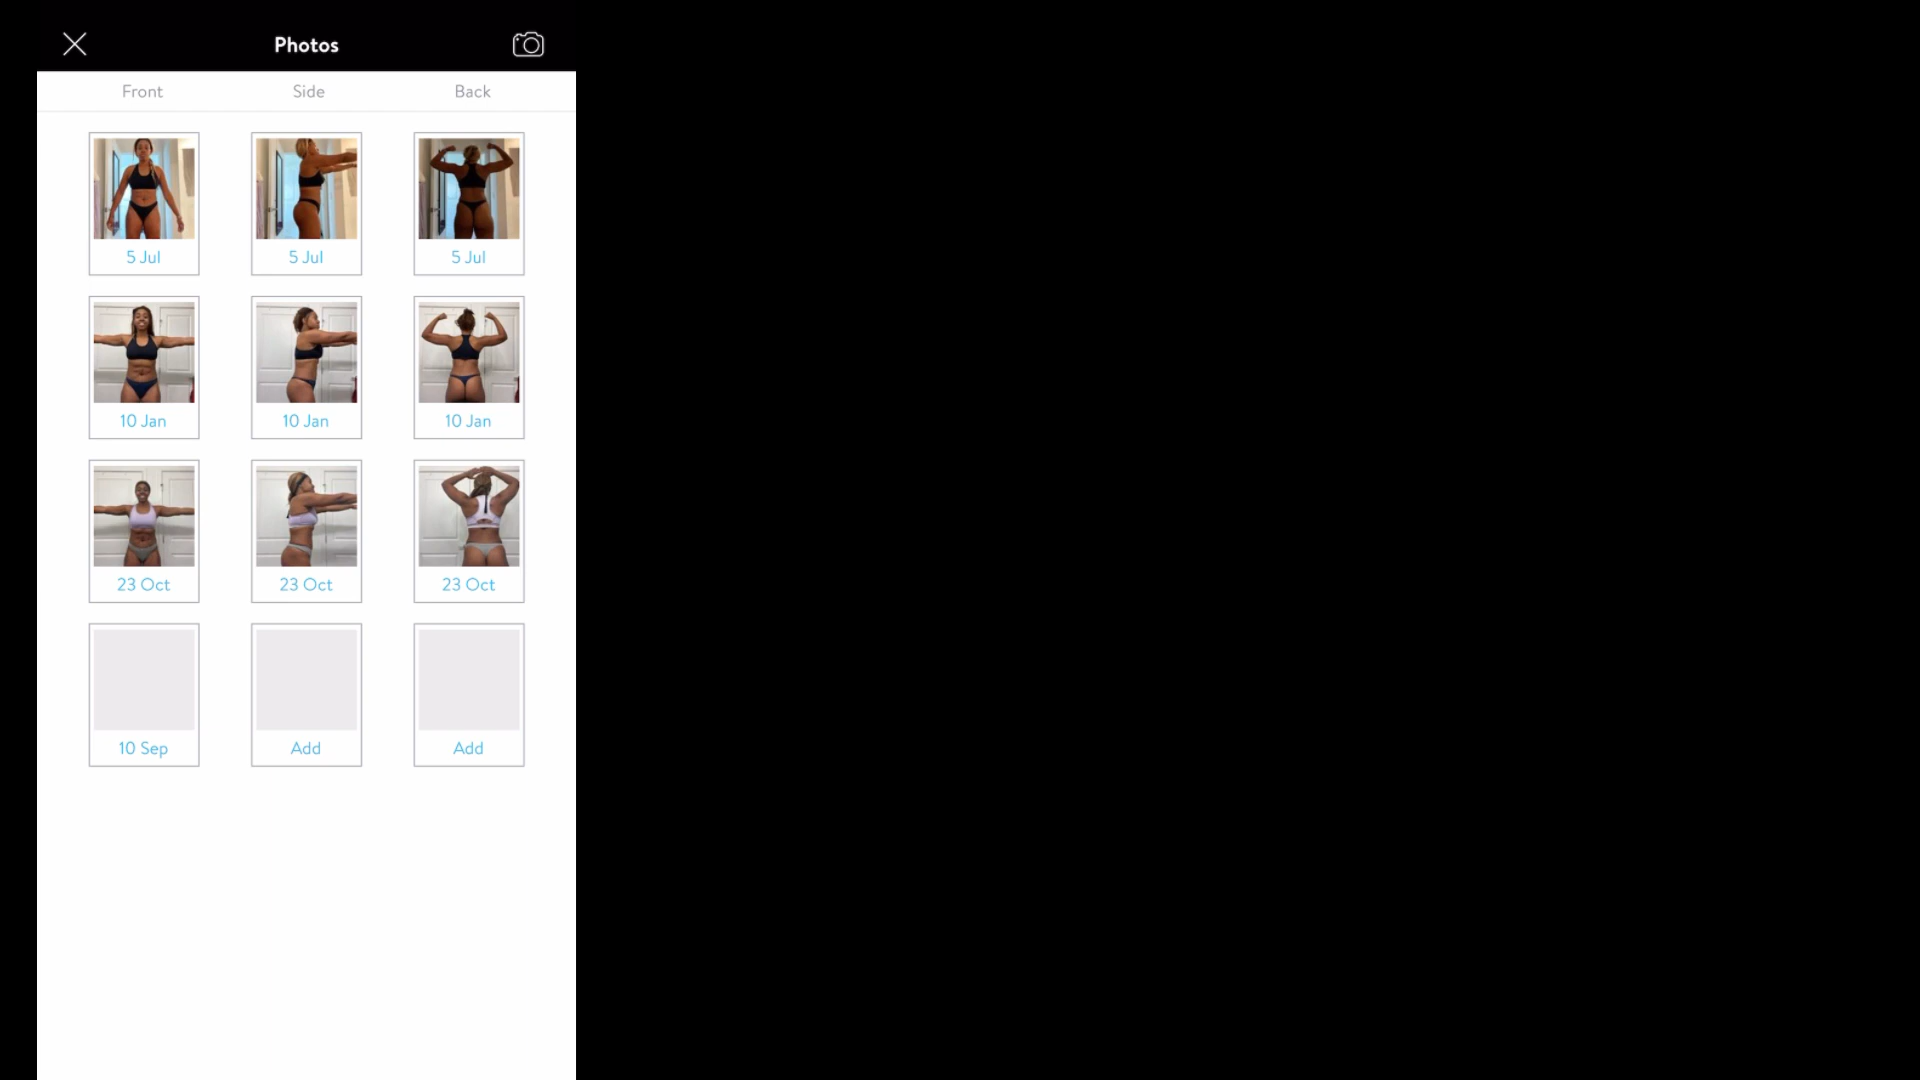 Photos
Front Side Back
5 Jul 5 Jul 5 Jul
10 Jan 10 Jan 10 Jan
23 Oct 23 Oct 23 Oct
10 Sep Add Add